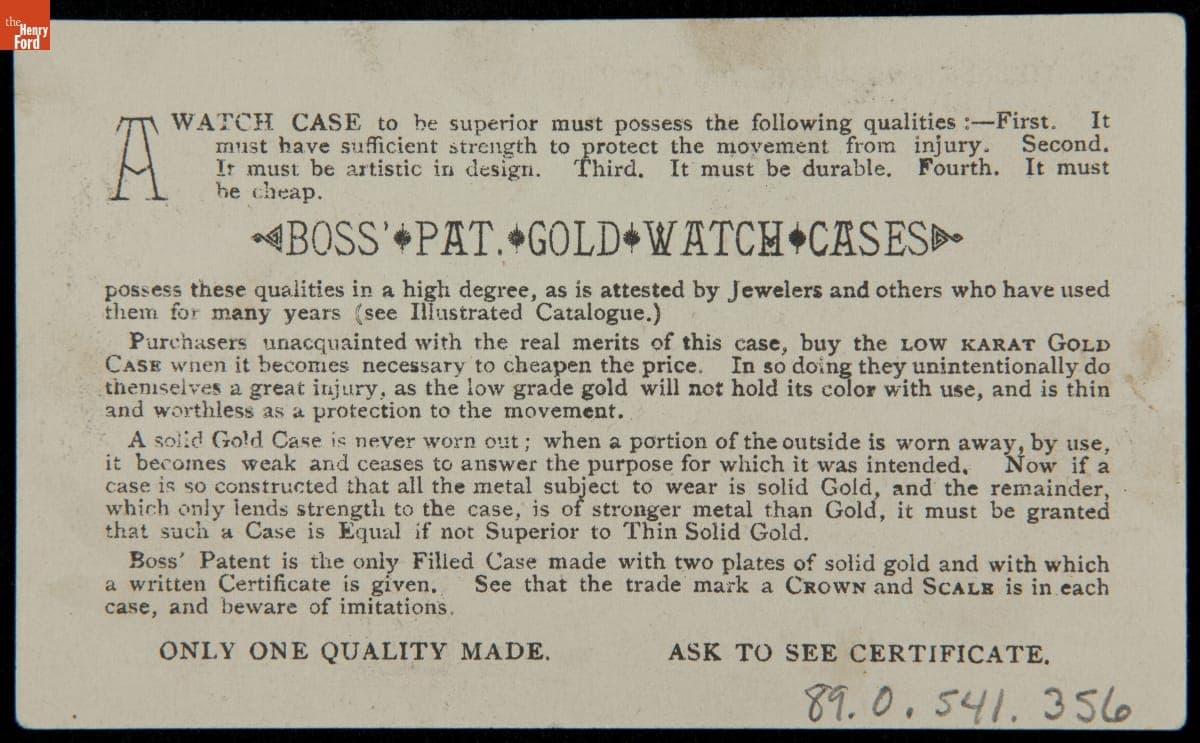 the
Henry
Ford
A WATCH CASE to be superior must possess the following qualities :—First. It
must have sufficient strength to protect the movement from injury. Second.
It must be artistic in design. Third. It must be durable. Fourth. It must
be cheap.
BOSS' PAT. GOLD WATCH CASES
possess these qualities in a high degree, as is attested by Jewelers and others who have used
them for many years (see Illustrated Catalogue.)
Purchasers unacquainted with the real merits of this case, buy the LOW KARAT GOLD
CASE when it becomes necessary to cheapen the price. In so doing they unintentionally do
themselves a great injury, as the low grade gold will not hold its color with use, and is thin
and worthless as a protection to the movement.
A solid Gold Case is never worn out; when a portion of the outside is worn away, by use,
it becomes weak and ceases to answer the purpose for which it was intended. Now if a
case is so constructed that all the metal subject to wear is solid Gold, and the remainder,
which only lends strength to the case, is of stronger metal than Gold, it must be granted
that such a Case is Equal if not Superior to Thin Solid Gold.
Boss' Patent is the only Filled Case made with two plates of solid gold and with which
a written Certificate is given. See that the trade mark a CROWN and SCALE is in each
case, and beware of imitations.
ONLY ONE QUALITY MADE. ASK TO SEE CERTIFICATE.
89.0.541.356